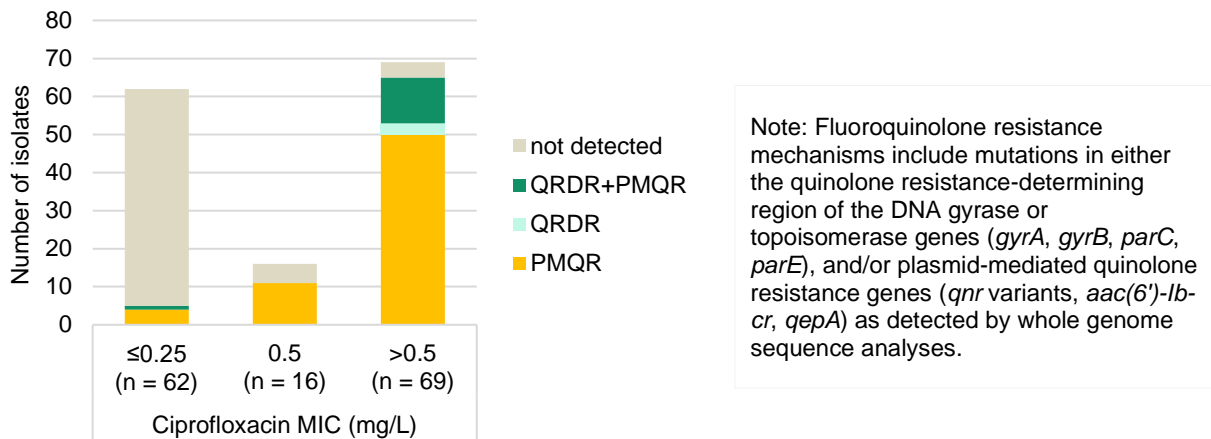 80
70
60
50
40
30
20
10
0
Number of isolates
≤0.25
(n = 62)
0.5
(n = 16)
>0.5
(n = 69)
Ciprofloxacin MIC (mg/L)
not detected
QRDR+PMQR
QRDR
PMQR
Note: Fluoroquinolone resistance
mechanisms include mutations in either
the quinolone resistance-determining
region of the DNA gyrase or
topoisomerase genes (gyrA, gyrB, parC,
parE), and/or plasmid-mediated quinolone
resistance genes (qnr variants, aac(6')-Ib-
cr, qepA) as detected by whole genome
sequence analyses.